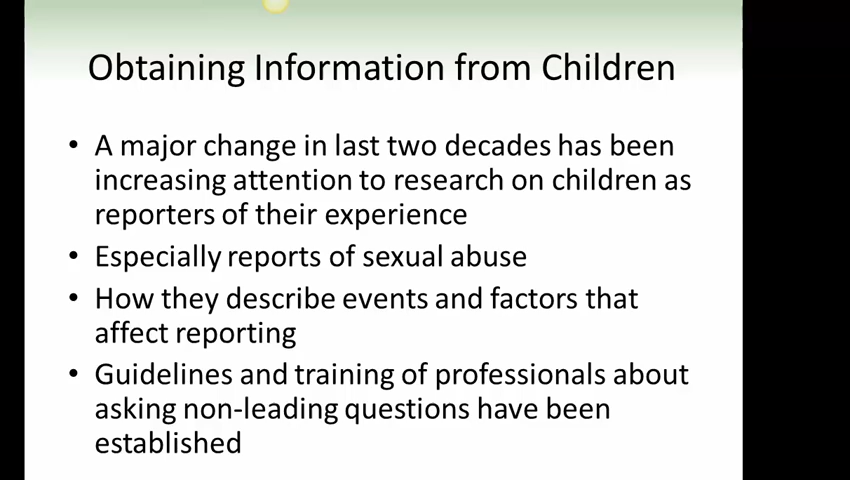 Obtaining Information from Children
• A major change in last two decades has been
increasing attention to research on children as
reporters of their experience
• Especially reports of sexual abuse
• How they describe events and factors that
affect reporting
• Guidelines and training of professionals about
asking non-leading questions have been
established